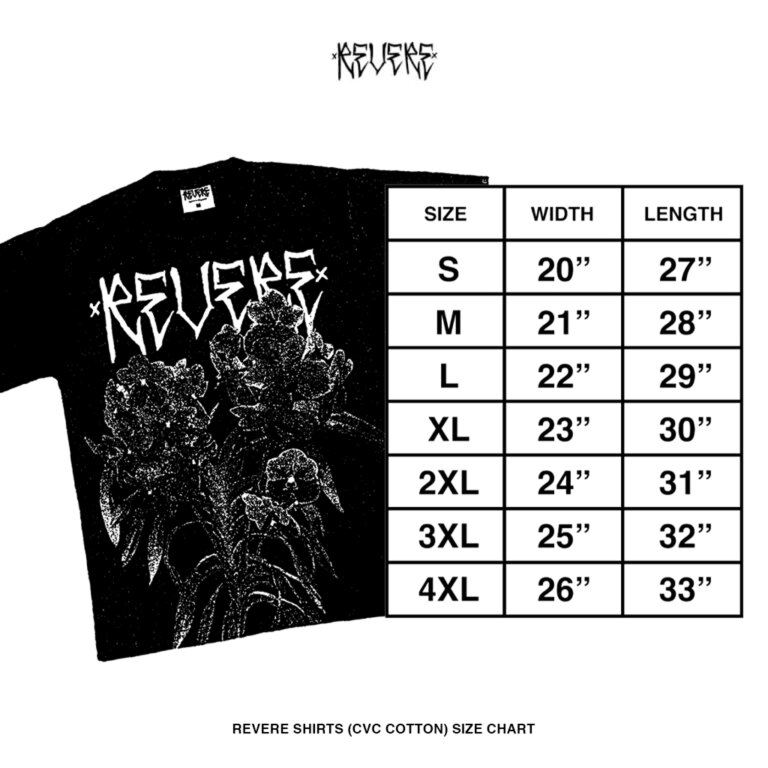 REVERE
REVERE
M
REVERE
SIZE WIDTH LENGTH
S 20” 27”
M 21” 28”
L 22” 29”
XL 23” 30”
2XL 24” 31”
3XL 25” 32”
4XL 26” 33”
REVERE SHIRTS (CVC COTTON) SIZE CHART